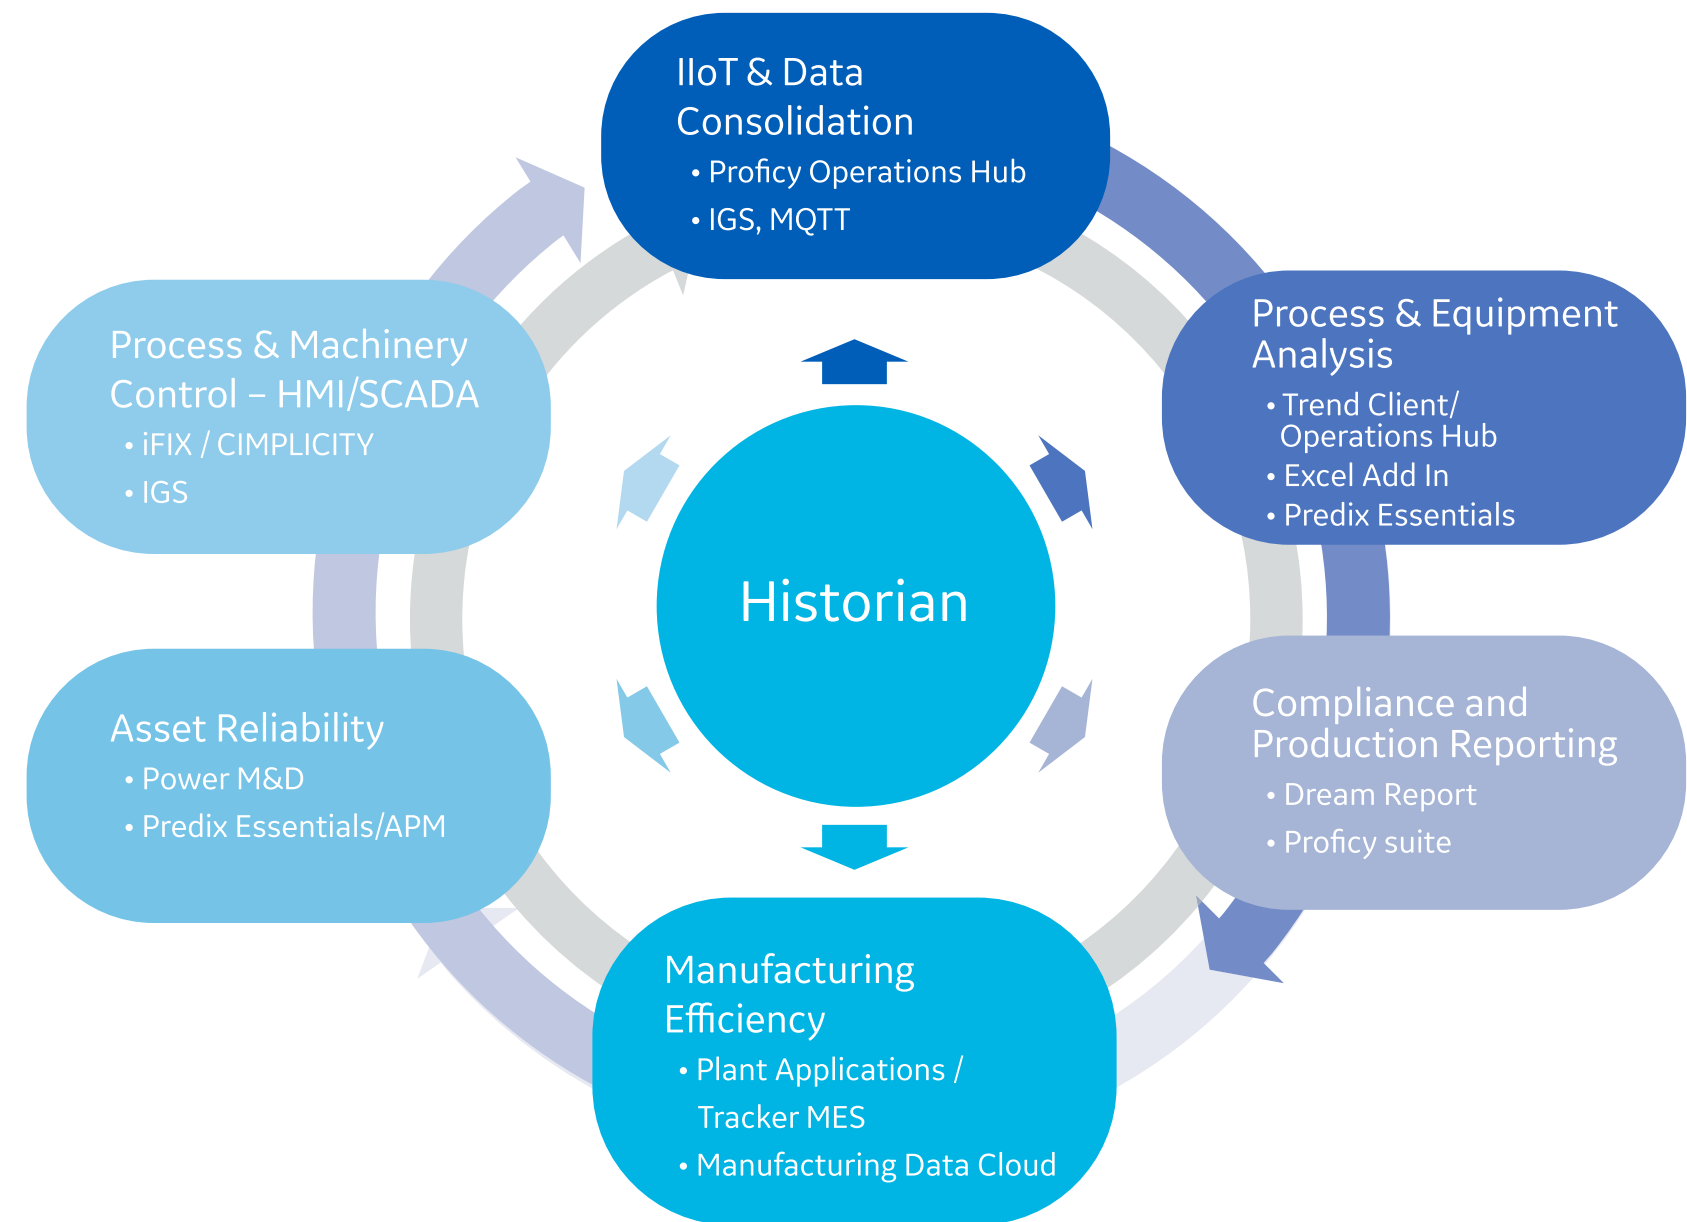 IIoT & Data
Consolidation
• Proficy Operations Hub
• IGS, MQTT
Process & Equipment
Analysis
• Trend Client/
Operations Hub
• Excel Add In
• Predix Essentials
Compliance and
Production Reporting
• Dream Report
• Proficy suite
Manufacturing
Efficiency
• Plant Applications /
Tracker MES
• Manufacturing Data Cloud
Asset Reliability
• Power M&D
• Predix Essentials/APM
Process & Machinery
Control – HMI/SCADA
• iFIX / CIMPLICITY
• IGS
Historian